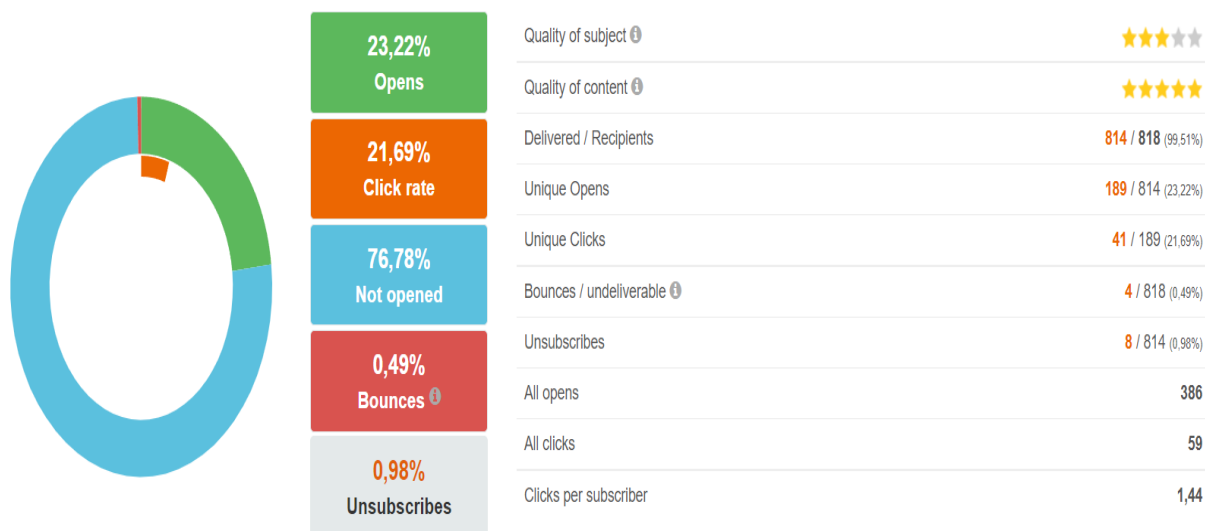 23,22%
Opens
21,69%
Click rate
76,78%
Not opened
0,49%
Bounces
0,98%
Unsubscribes
Quality of subject
Quality of content
Delivered / Recipients 814 / 818 (99,51%)
Unique Opens 189 / 814 (23,22%)
Unique Clicks 41 / 189 (21,69%)
Bounces / undeliverable 4 / 818 (0,49%)
Unsubscribes 8 / 814 (0,98%)
All opens 386
All clicks 59
Clicks per subscriber 1,44